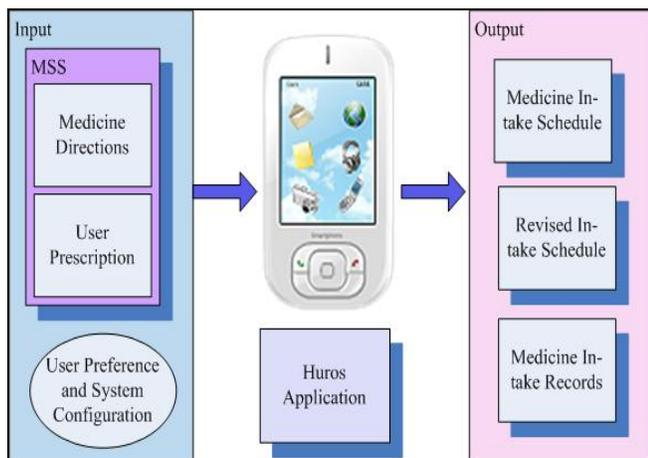 Input
MSS
Medicine
Directions
User
Prescription
User Preference
and System
Configuration
Smartphone
Huros
Application
Output
Medicine In-
take Schedule
Revised In-
take Schedule
Medicine In-
take Records